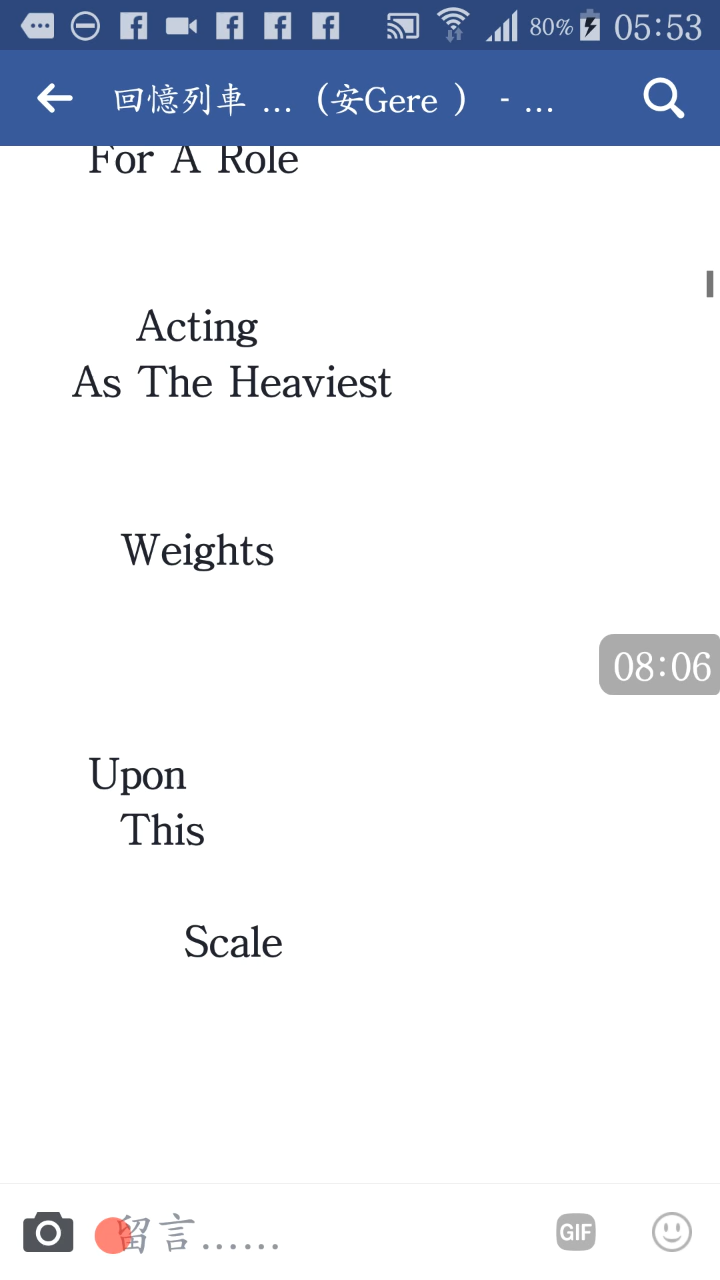 80% 05:53
回憶列車 ... (安Gere ) - ...
For A Role
Acting
As The Heaviest
Weights
08:06
Upon
This
Scale
留言......
GIF